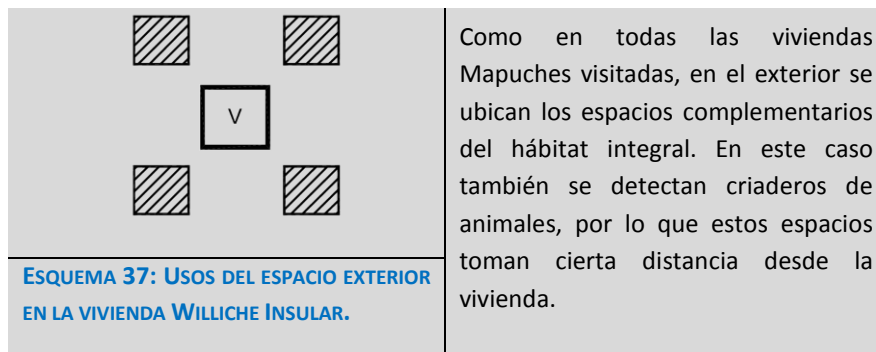 V
ESQUEMA 37: USOS DEL ESPACIO EXTERIOR
EN LA VIVIENDA WILLICHE INSULAR.
Como en todas las viviendas
Mapuches visitadas, en el exterior se
ubican los espacios complementarios
del hábitat integral. En este caso
también se detectan criaderos de
animales, por lo que estos espacios
toman cierta distancia desde la
vivienda.